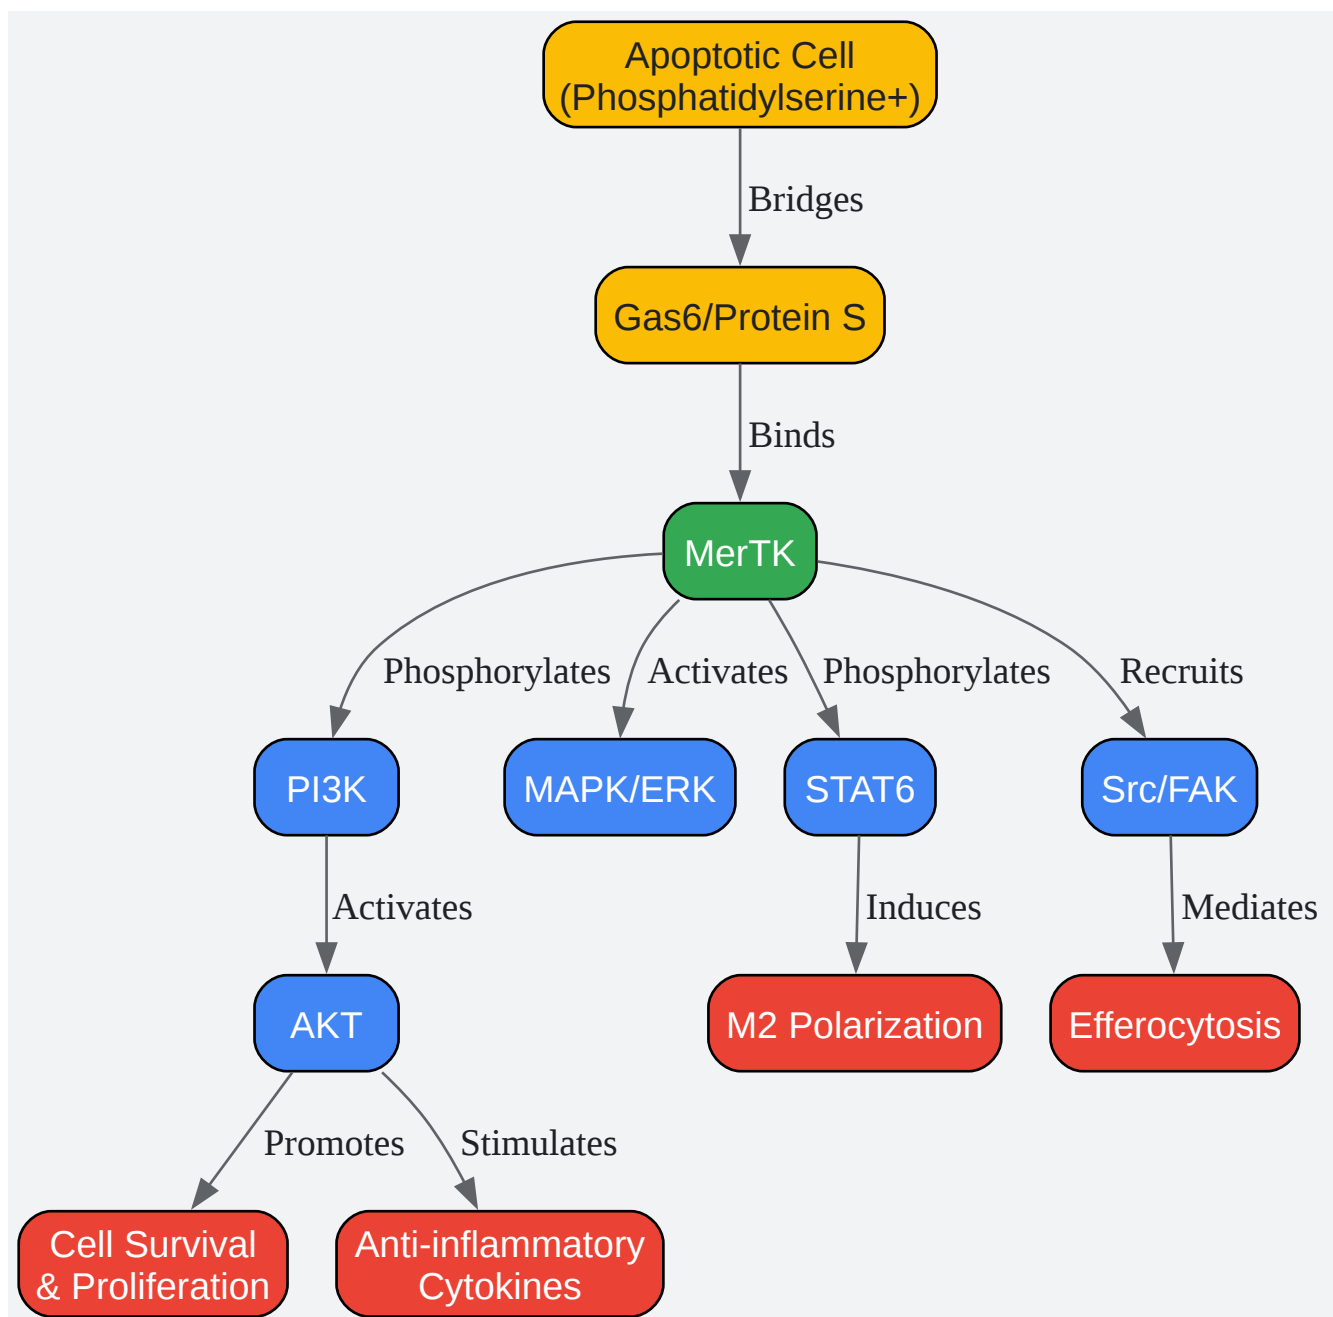 Apoptotic Cell
(Phosphatidylserine+)
Bridges
Gas6/Protein S
Binds
MerTK
Phosphorylates
Activates
Phosphorylates
Recruits
PI3K
MAPK/ERK
STAT6
Src/FAK
Activates
Induces
Mediates
AKT
M2 Polarization
Efferocytosis
Promotes
Stimulates
Cell Survival
& Proliferation
Anti-inflammatory
Cytokines